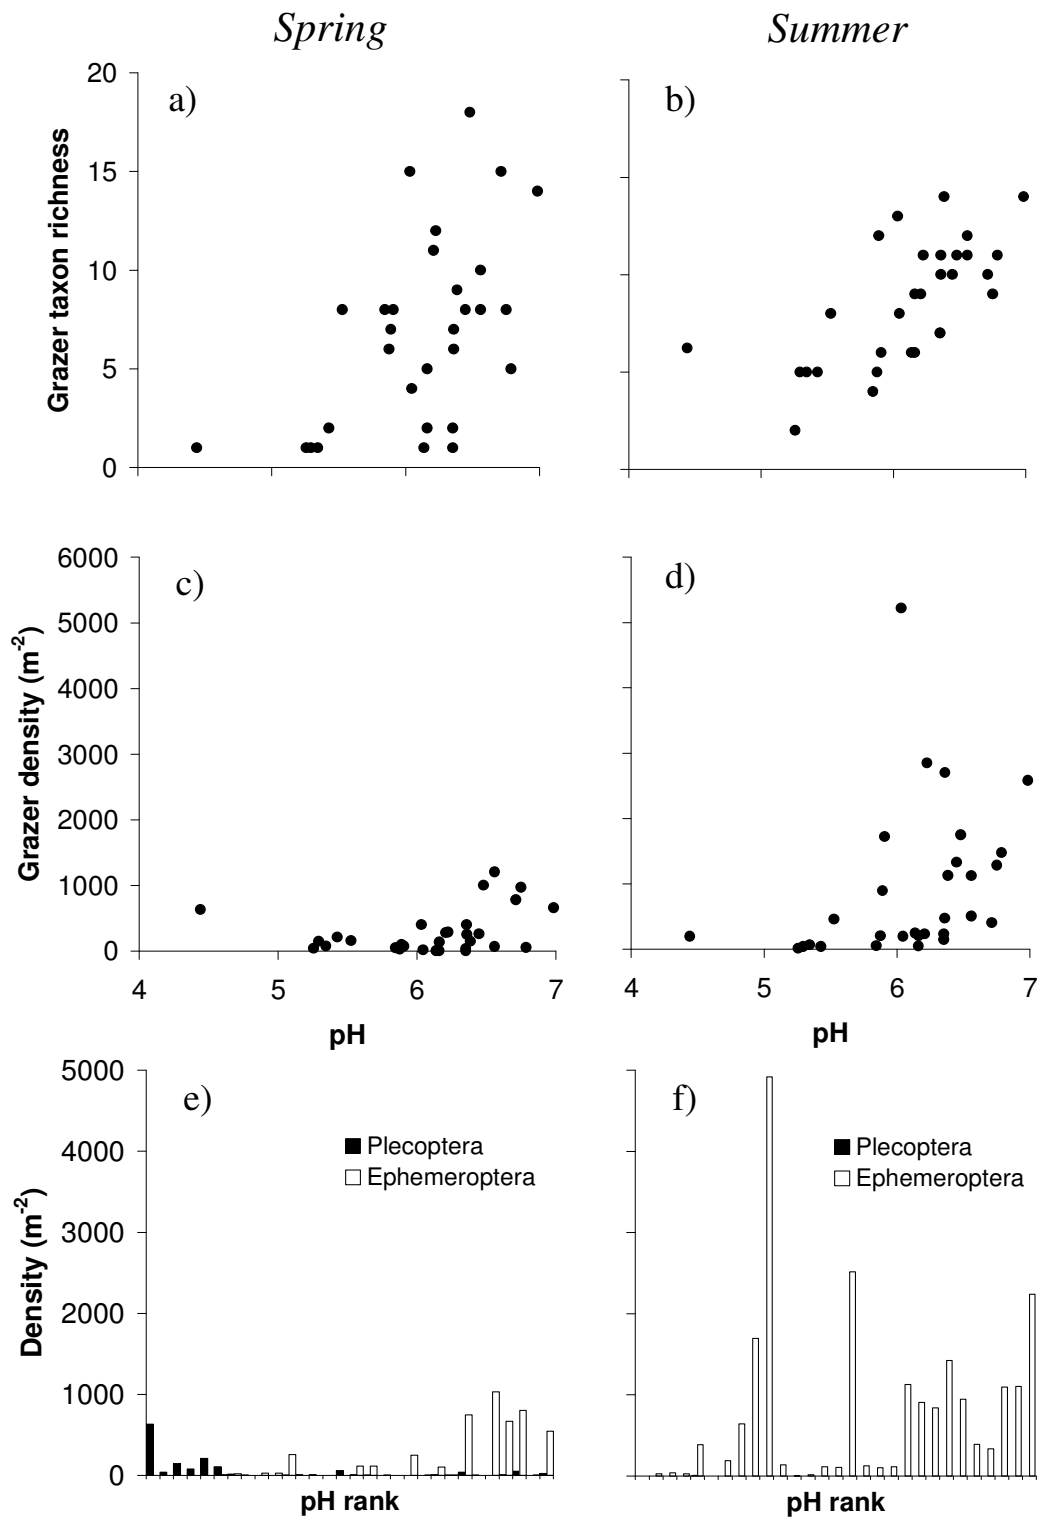 Spring
Summer
a)
b)
20
15
10
5
0
Grazer taxon richness
c)
d)
6000
5000
4000
3000
2000
1000
0
Grazer density (m⁻²)
4 5 6 7
4 5 6 7
pH
pH
e)
f)
5000
4000
3000
2000
1000
0
Density (m⁻²)
Plecoptera
Ephemeroptera
Plecoptera
Ephemeroptera
pH rank
pH rank